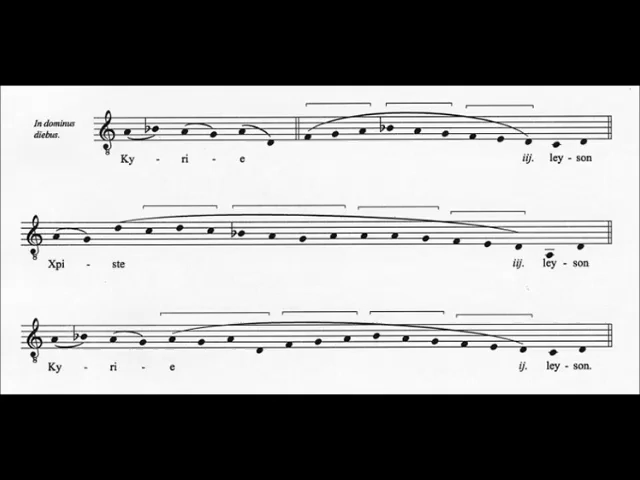 In dominus
diebus.
Ky - ri - e iij. ley - son
Xpi - ste iij. ley - son
Ky - ri - e ij. ley - son.